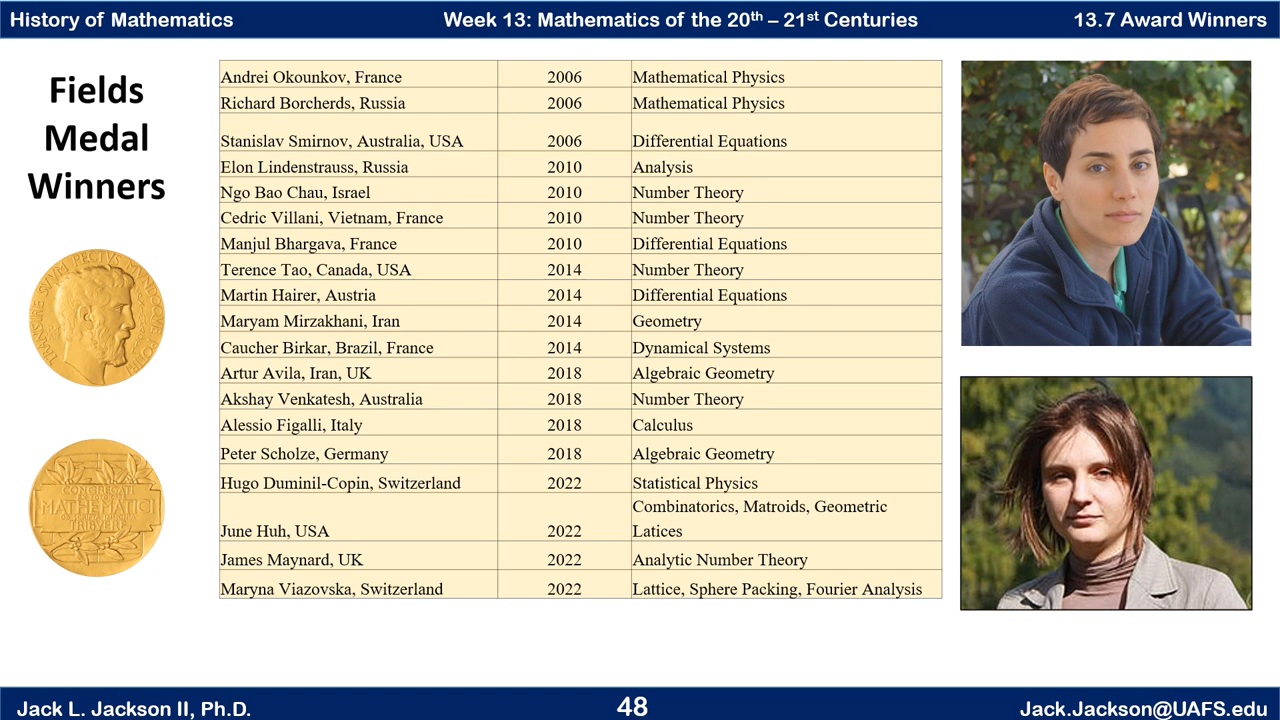 History of Mathematics
Week 13: Mathematics of the 20th – 21st Centuries
13.7 Award Winners
Fields
Medal
Winners
Andrei Okounkov, France 2006 Mathematical Physics
Richard Borcherds, Russia 2006 Mathematical Physics
Stanislav Smirnov, Australia, USA 2006 Differential Equations
Elon Lindenstrauss, Russia 2010 Analysis
Ngo Bao Chau, Israel 2010 Number Theory
Cedric Villani, Vietnam, France 2010 Number Theory
Manjul Bhargava, France 2010 Differential Equations
Terence Tao, Canada, USA 2014 Number Theory
Martin Hairer, Austria 2014 Differential Equations
Maryam Mirzakhani, Iran 2014 Geometry
Caucher Birkar, Brazil, France 2014 Dynamical Systems
Artur Avila, Iran, UK 2018 Algebraic Geometry
Akshay Venkatesh, Australia 2018 Number Theory
Alessio Figalli, Italy 2018 Calculus
Peter Scholze, Germany 2018 Algebraic Geometry
Hugo Duminil-Copin, Switzerland 2022 Statistical Physics
Combinatorics, Matroids, Geometric
June Huh, USA 2022 Latices
James Maynard, UK 2022 Analytic Number Theory
Maryna Viazovska, Switzerland 2022 Lattice, Sphere Packing, Fourier Analysis
CONGREGATI
MATHEMATICI
Jack L. Jackson II, Ph.D.
48
Jack.Jackson@UAFS.edu